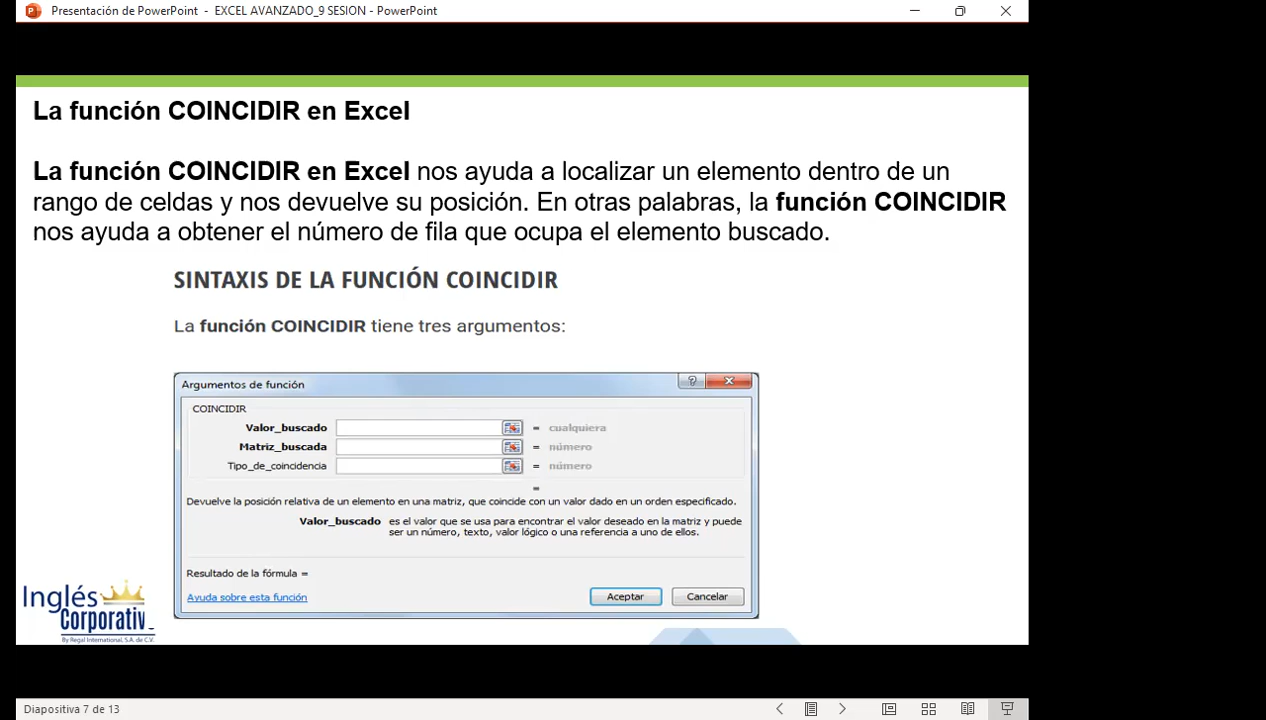 Presentación de PowerPoint - EXCEL AVANZADO_9 SESION - PowerPoint
La función COINCIDIR en Excel
La función COINCIDIR en Excel nos ayuda a localizar un elemento dentro de un
rango de celdas y nos devuelve su posición. En otras palabras, la función COINCIDIR
nos ayuda a obtener el número de fila que ocupa el elemento buscado.
SINTAXIS DE LA FUNCIÓN COINCIDIR
La función COINCIDIR tiene tres argumentos:
Argumentos de función
?
COINCIDIR
Valor_buscado = cualquiera
Matriz_buscada = número
Tipo_de_coincidencia = número
=
Devuelve la posición relativa de un elemento en una matriz, que coincide con un valor dado en un orden especificado.
Valor_buscado es el valor que se usa para encontrar el valor deseado en la matriz y puede
ser un número, texto, valor lógico o una referencia a uno de ellos.
Resultado de la fórmula =
Ayuda sobre esta función
Aceptar
Cancelar
Inglés
Corporativ
By Regal International, S.A. de C.V.
Diapositiva 7 de 13